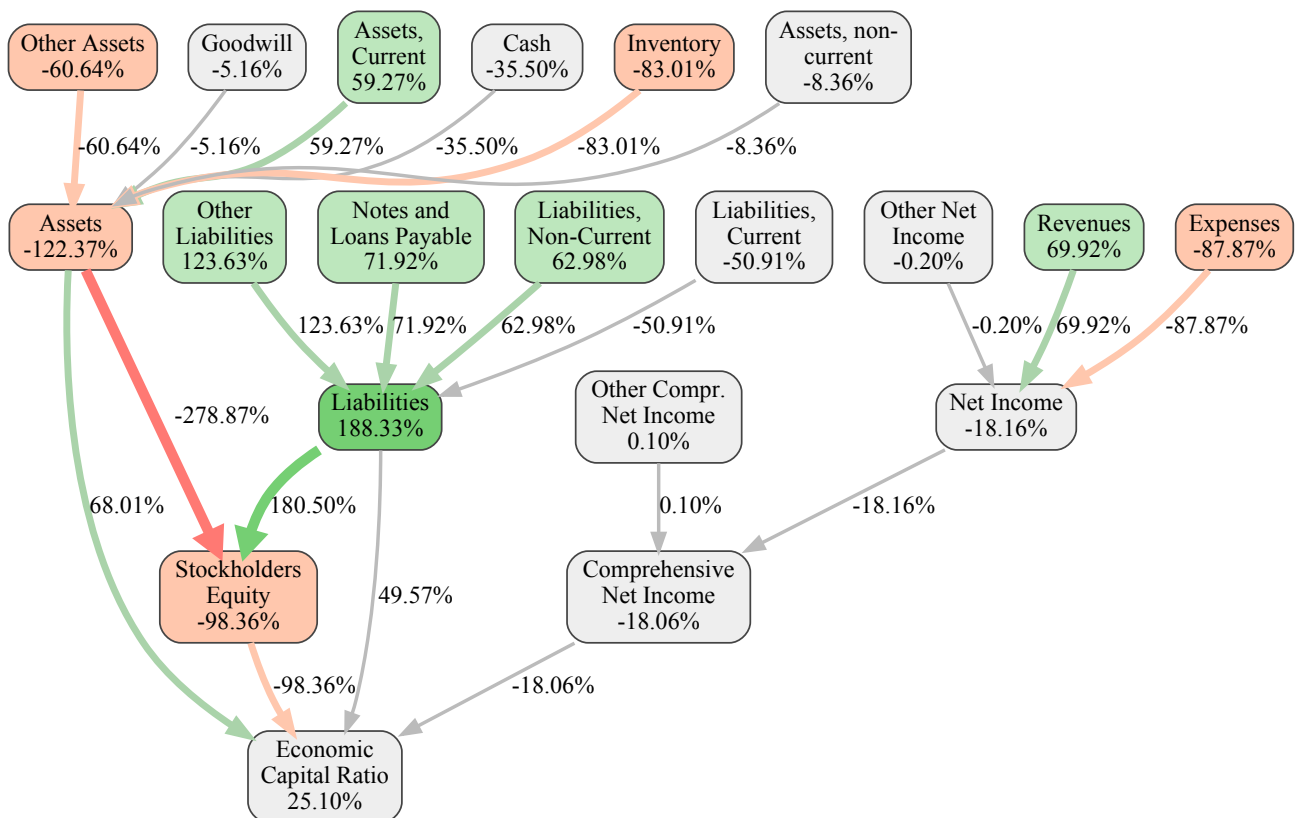 Other Assets
-60.64%
Goodwill
-5.16%
Assets,
Current
59.27%
Cash
-35.50%
Inventory
-83.01%
Assets, non-
current
-8.36%
-60.64%
-5.16%
59.27%
-35.50%
-83.01%
-8.36%
Assets
-122.37%
Other
Liabilities
123.63%
Notes and
Loans Payable
71.92%
Liabilities,
Non-Current
62.98%
Liabilities,
Current
-50.91%
Other Net
Income
-0.20%
Revenues
69.92%
Expenses
-87.87%
123.63%
71.92%
62.98%
-50.91%
-0.20%
69.92%
-87.87%
-278.87%
Liabilities
188.33%
Other Compr.
Net Income
0.10%
Net Income
-18.16%
68.01%
180.50%
0.10%
-18.16%
Stockholders
Equity
-98.36%
49.57%
Comprehensive
Net Income
-18.06%
-98.36%
-18.06%
Economic
Capital Ratio
25.10%